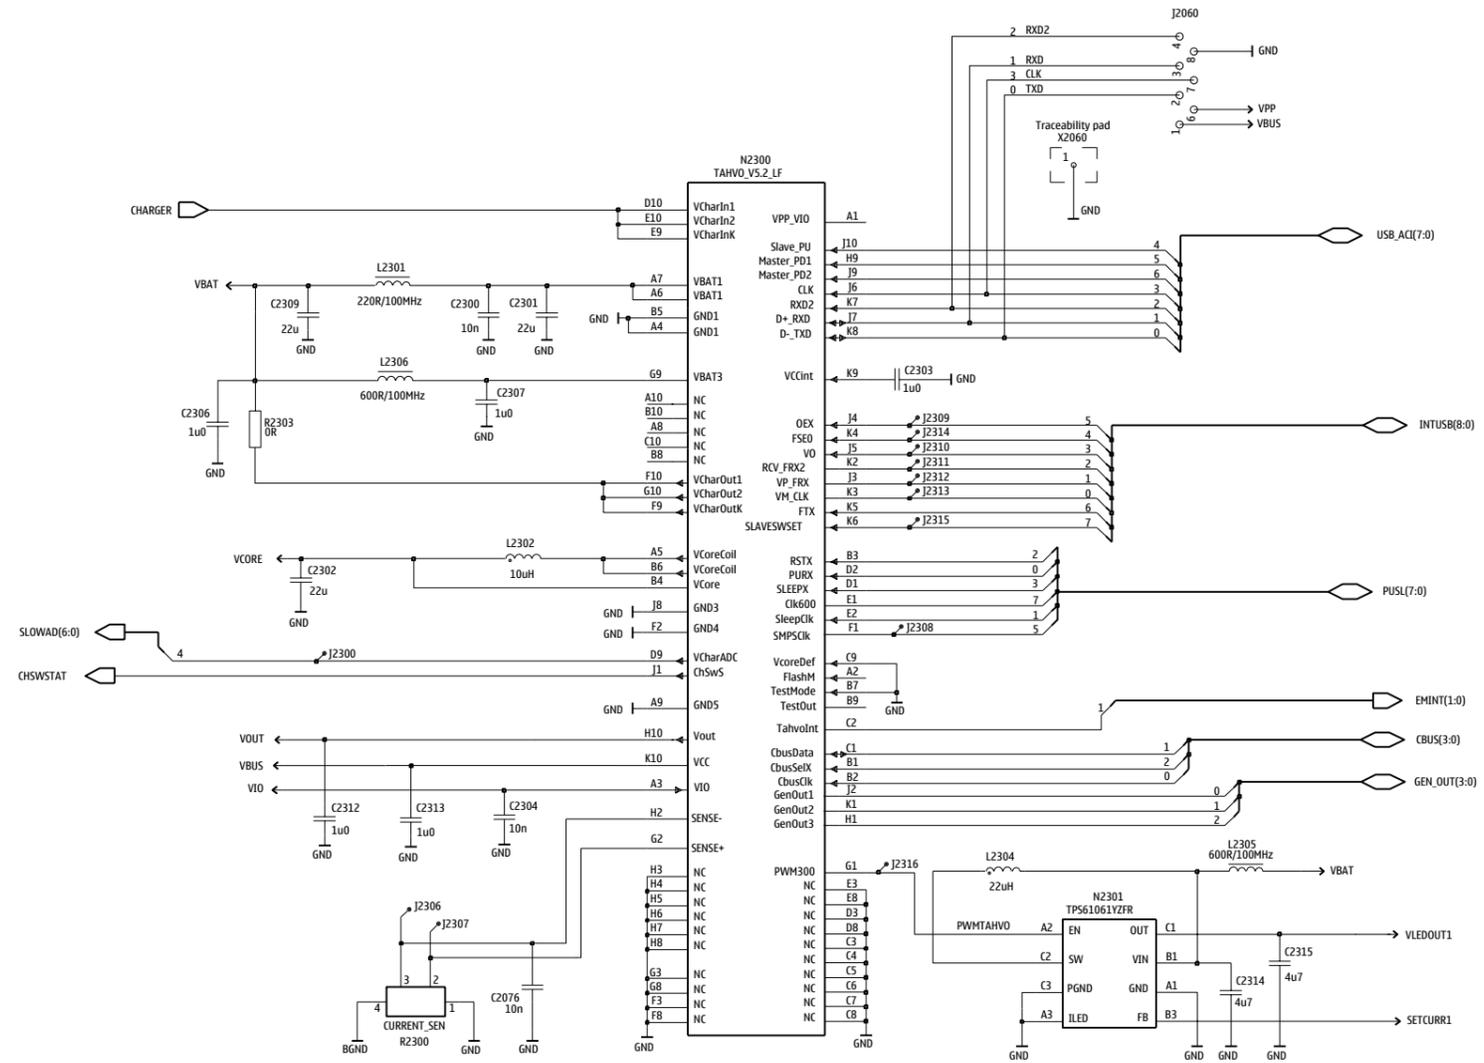 J2060
2 RXD2
4
8
GND
1 RXD
3
3 CLK
7
0 TXD
2
6
VPP
1
VBUS
Traceability pad
X2060
1
GND
N2300
TAHVO_V5.2_LF
CHARGER
D10 VCharIn1
E10 VCharIn2
E9 VCharInK
VPP_VIO A1
Slave_PU J10 4
Master_PD1 H9 5
Master_PD2 J9 6
CLK J6 3
RXD2 K7 2
D+_RXD J7 1
D-_TXD K8 0
USB_ACI(7:0)
VBAT
L2301
220R/100MHz
C2309
22u
GND
C2300
10n
GND
C2301
22u
GND
A7 VBAT1
A6 VBAT1
GND
B5 GND1
A4 GND1
L2306
600R/100MHz
G9 VBAT3
VCCint K9
C2303
1u0
GND
C2306
1u0
GND
R2303
0R
C2307
1u0
GND
A10 NC
B10 NC
A8 NC
C10 NC
B8 NC
F10 VCharOut1
G10 VCharOut2
F9 VCharOutK
OEX J4 J2309 5
FSE0 K4 J2314 4
VO J5 J2310 3
RCV_FRX2 K2 J2311 2
VP_FRX J3 J2312 1
VM_CLK K3 J2313 0
FTX K5 6
SLAVESWSET K6 J2315 7
INTUSB(8:0)
VCORE
L2302
10uH
C2302
22u
GND
A5 VCoreCoil
B6 VCoreCoil
B4 VCore
GND J8 GND3
GND F2 GND4
RSTX B3 2
PURX D2 0
SLEEPX D1 3
Clk600 E1 7
SleepClk E2 1
SMPSClk F1 J2308 5
PUSL(7:0)
SLOWAD(6:0)
4 J2300 D9 VCharADC
CHSWSTAT
J1 ChSwS
GND A9 GND5
VcoreDef C9
FlashM A2
TestMode B7
TestOut B9
GND
TahvoInt C2 1
EMINT(1:0)
VOUT H10 Vout
VBUS K10 VCC
VIO A3 VIO
C2312
1u0
GND
C2313
1u0
GND
C2304
10n
GND
CbusData C1 1
CbusSelX B1 2
CbusClk B2 0
CBUS(3:0)
GenOut1 J2 0
GenOut2 K1 1
GenOut3 H1 2
GEN_OUT(3:0)
H2 SENSE-
G2 SENSE+
H3 NC
H4 NC
H5 NC
H6 NC
H7 NC
H8 NC
G3 NC
G8 NC
F3 NC
F8 NC
GND
PWM300 G1 J2316
NC E3
NC E8
NC D3
NC D8
NC C3
NC C4
NC C5
NC C6
NC C7
NC C8
GND
J2306
J2307
3 2
4 1
CURRENT_SEN
R2300
BGND
GND
C2076
10n
GND
L2304
22uH
L2305
600R/100MHz
VBAT
N2301
TPS61061YZFR
PWMTAHVO A2 EN
OUT C1
VLEDOUT1
C2 SW
VIN B1
C3 PGND
GND A1
A3 ILED
FB B3
SETCURR1
C2315
4u7
C2314
4u7
GND
GND
GND
GND